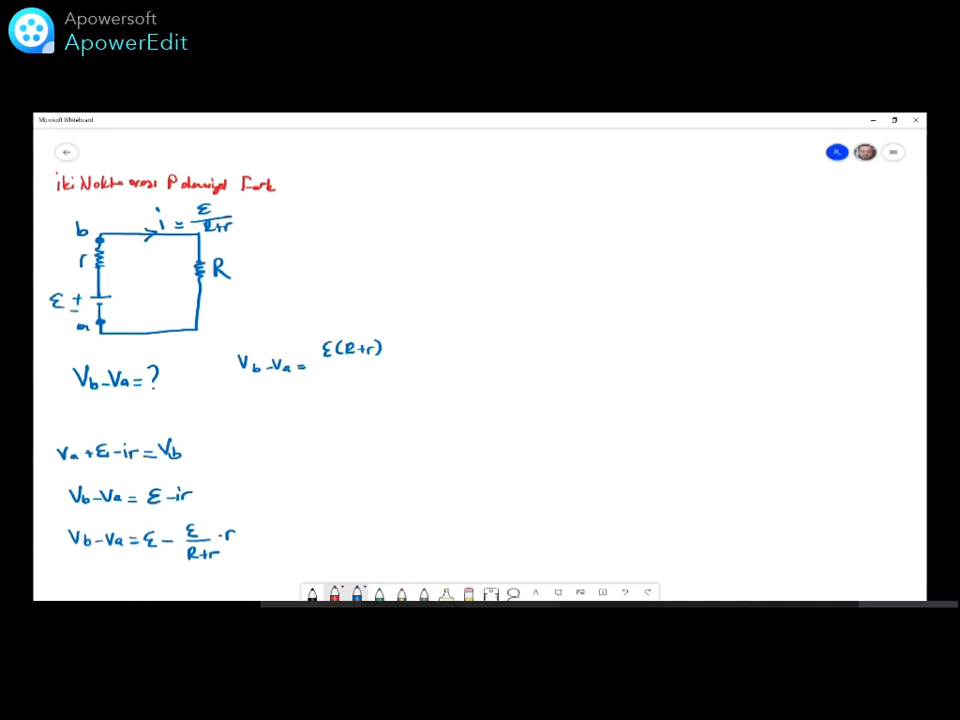 Apowersoft
ApowerEdit
Microsoft Whiteboard
İki Nokta arası Potansiyel Fark
b
i = ε/R+r
r
R
ε + -
a
Vb-Va=?
Vb-Va = ε(R+r)
Va+ε-ir=Vb
Vb-Va = ε-ir
Vb-Va = ε - ε/R+r · r